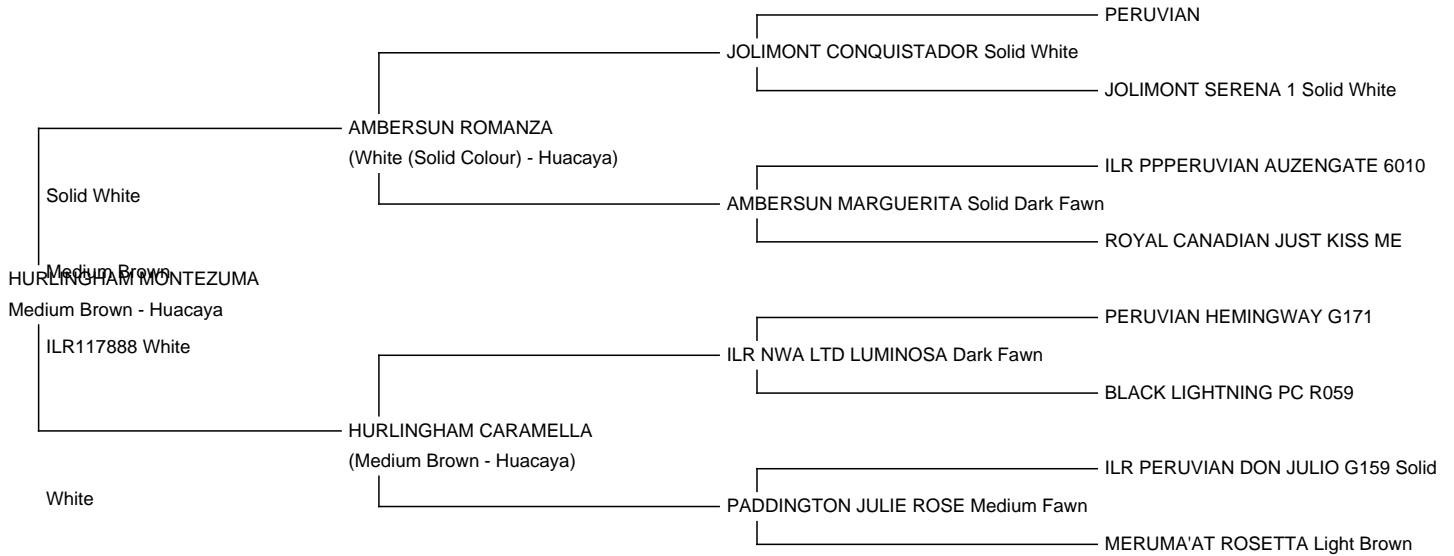 PERUVIAN
JOLIMONT CONQUISTADOR Solid White
JOLIMONT SERENA 1 Solid White
AMBERSUN ROMANZA
(White (Solid Colour) - Huacaya)
ILR PPPERUVIAN AUZENGATE 6010
Solid White
AMBERSUN MARGUERITA Solid Dark Fawn
ROYAL CANADIAN JUST KISS ME
Medium Brown
HURLINGHAM MONTEZUMA
Medium Brown - Huacaya
PERUVIAN HEMINGWAY G171
ILR117888 White
ILR NWA LTD LUMINOSA Dark Fawn
BLACK LIGHTNING PC R059
HURLINGHAM CARAMELLA
(Medium Brown - Huacaya)
ILR PERUVIAN DON JULIO G159 Solid
White
PADDINGTON JULIE ROSE Medium Fawn
MERUMA'AT ROSETTA Light Brown